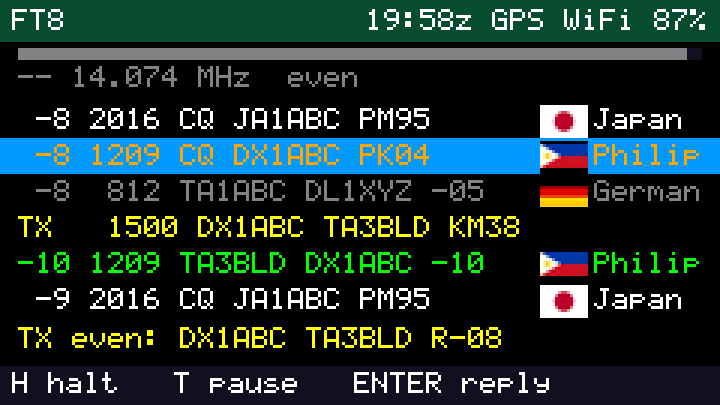 FT8 19:58z GPS WiFi 87%
-- 14.074 MHz even
-8 2016 CQ JA1ABC PM95 Japan
-8 1209 CQ DX1ABC PK04 Philip
-8 812 TA1ABC DL1XYZ -05 German
TX 1500 DX1ABC TA3BLD KM38
-10 1209 TA3BLD DX1ABC -10 Philip
-9 2016 CQ JA1ABC PM95 Japan
TX even: DX1ABC TA3BLD R-08
H halt T pause ENTER reply